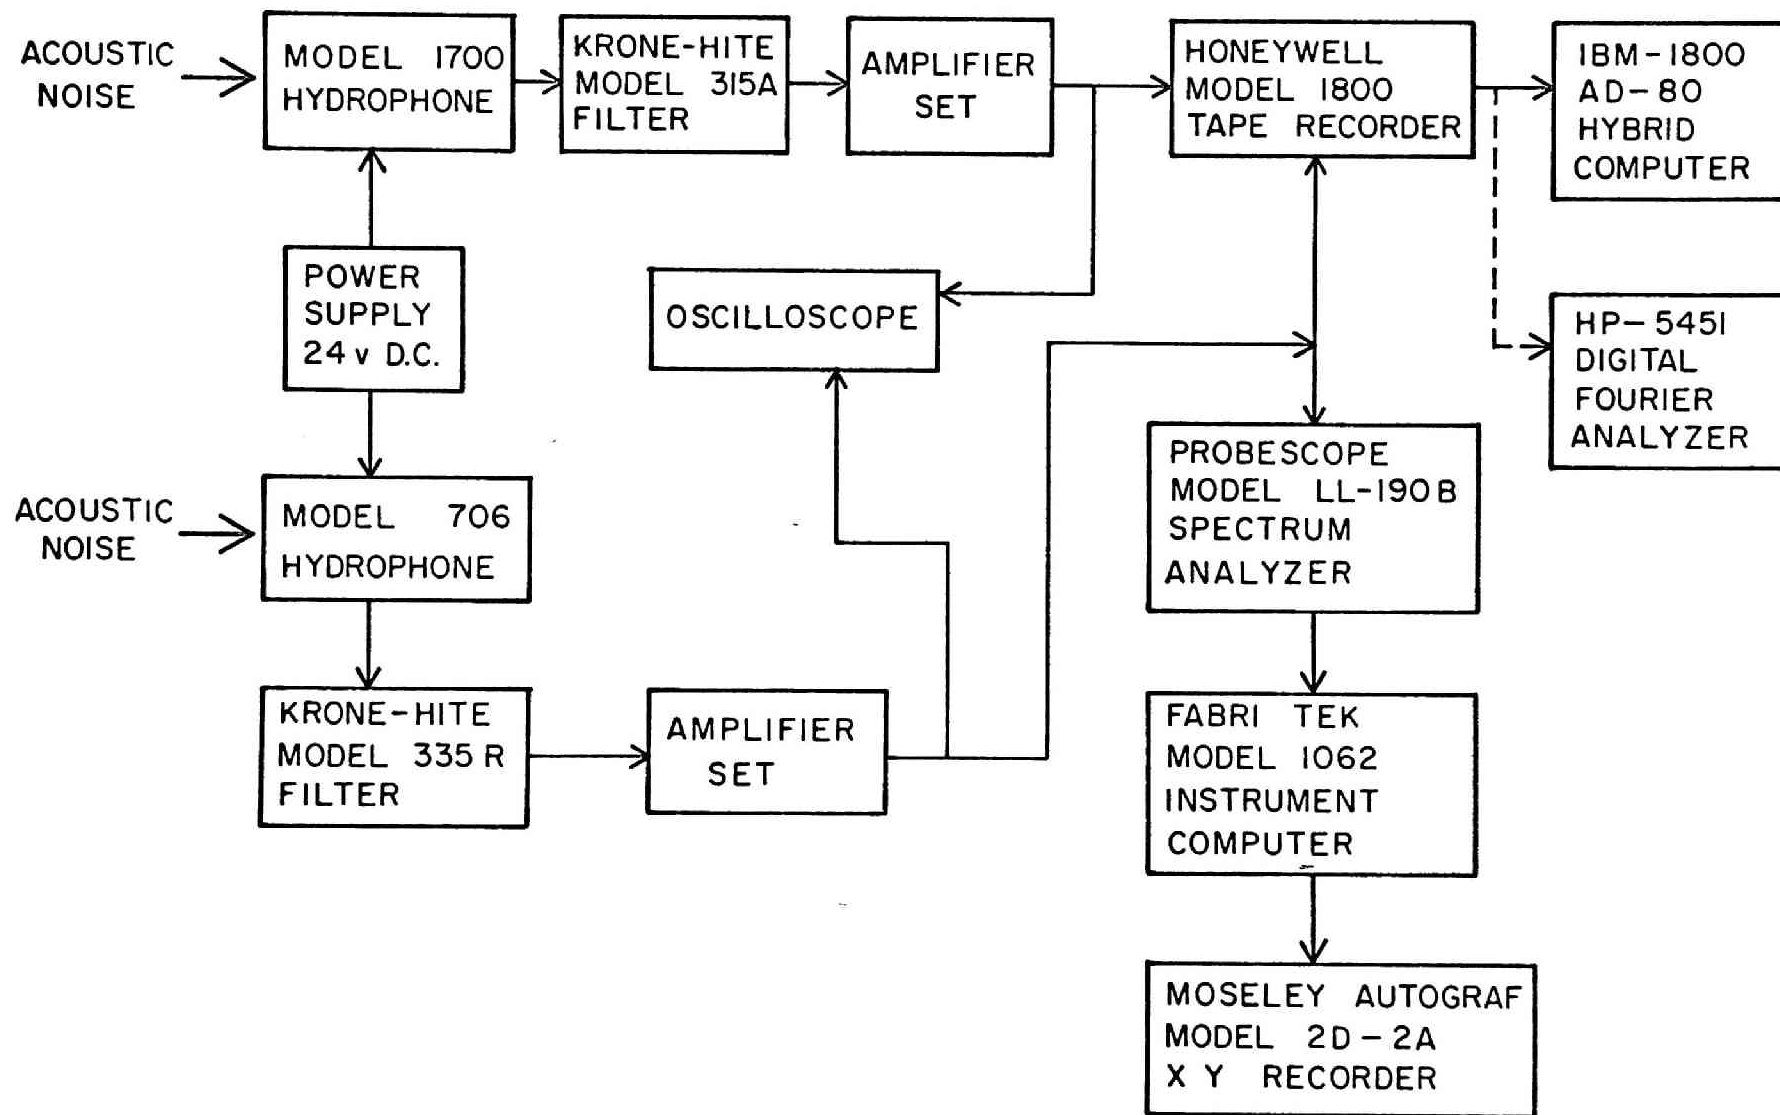 ACOUSTIC
NOISE
MODEL 1700
HYDROPHONE
KRONE-HITE
MODEL 315A
FILTER
AMPLIFIER
SET
HONEYWELL
MODEL 1800
TAPE RECORDER
IBM-1800
AD-80
HYBRID
COMPUTER
POWER
SUPPLY
24 v D.C.
OSCILLOSCOPE
HP-5451
DIGITAL
FOURIER
ANALYZER
ACOUSTIC
NOISE
MODEL 706
HYDROPHONE
PROBESCOPE
MODEL LL-190B
SPECTRUM
ANALYZER
KRONE-HITE
MODEL 335 R
FILTER
AMPLIFIER
SET
FABRI TEK
MODEL 1062
INSTRUMENT
COMPUTER
MOSELEY AUTOGRAF
MODEL 2D-2A
X Y RECORDER